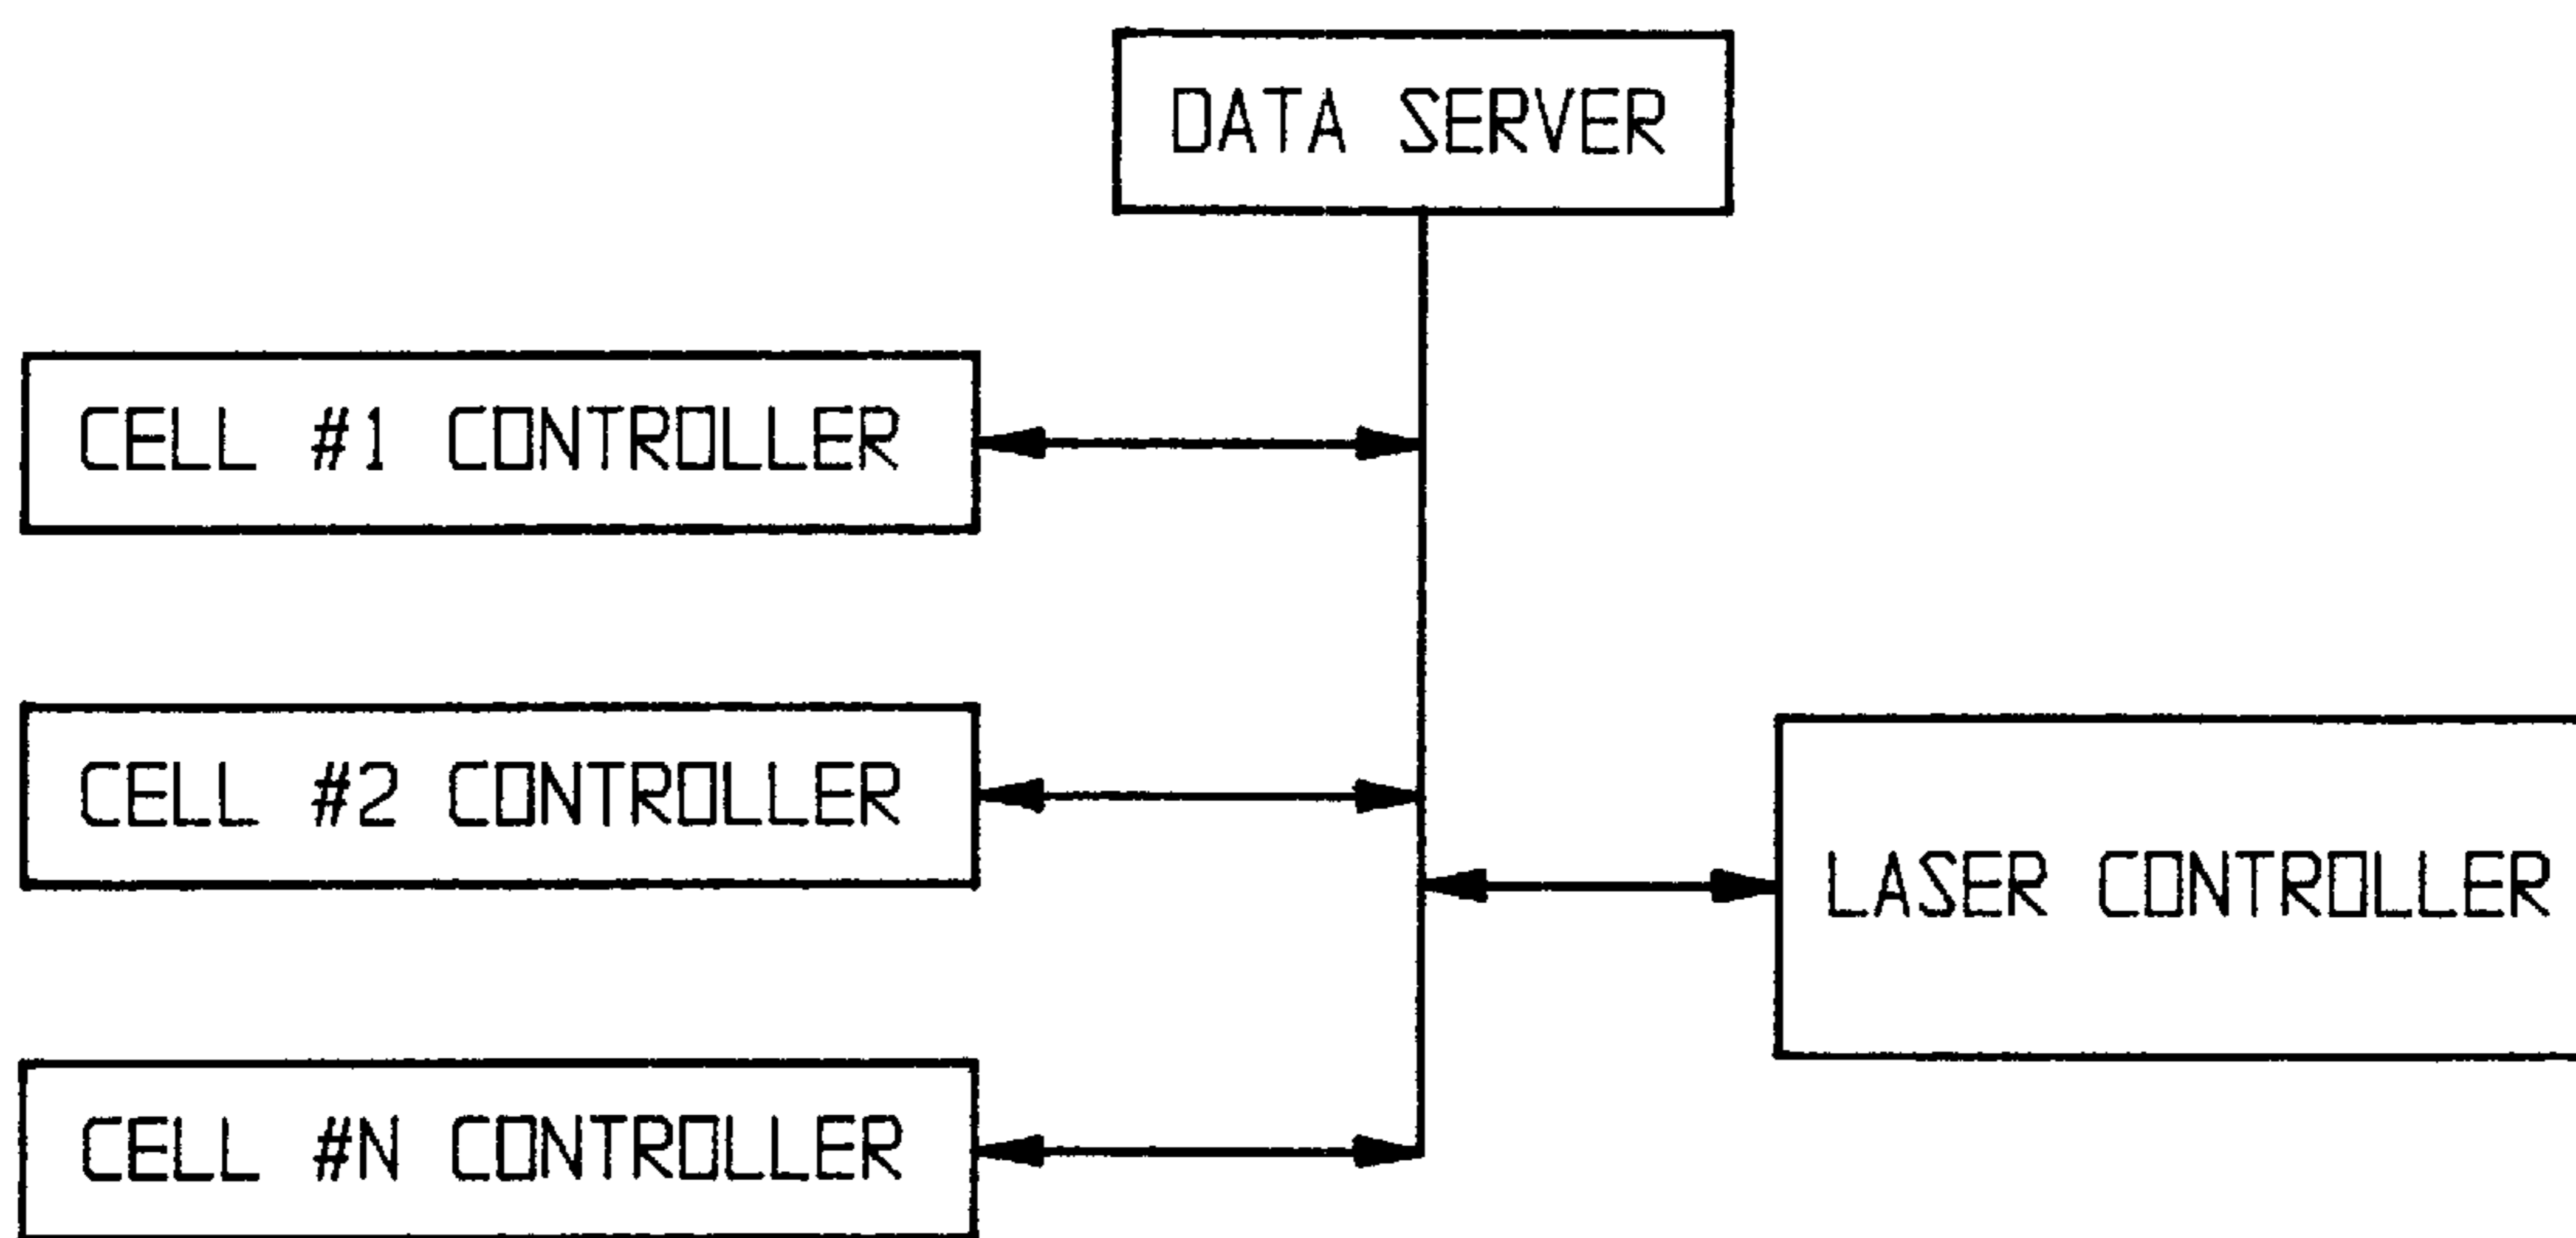 DATA SERVER
CELL #1 CONTROLLER
CELL #2 CONTROLLER
LASER CONTROLLER
CELL #N CONTROLLER